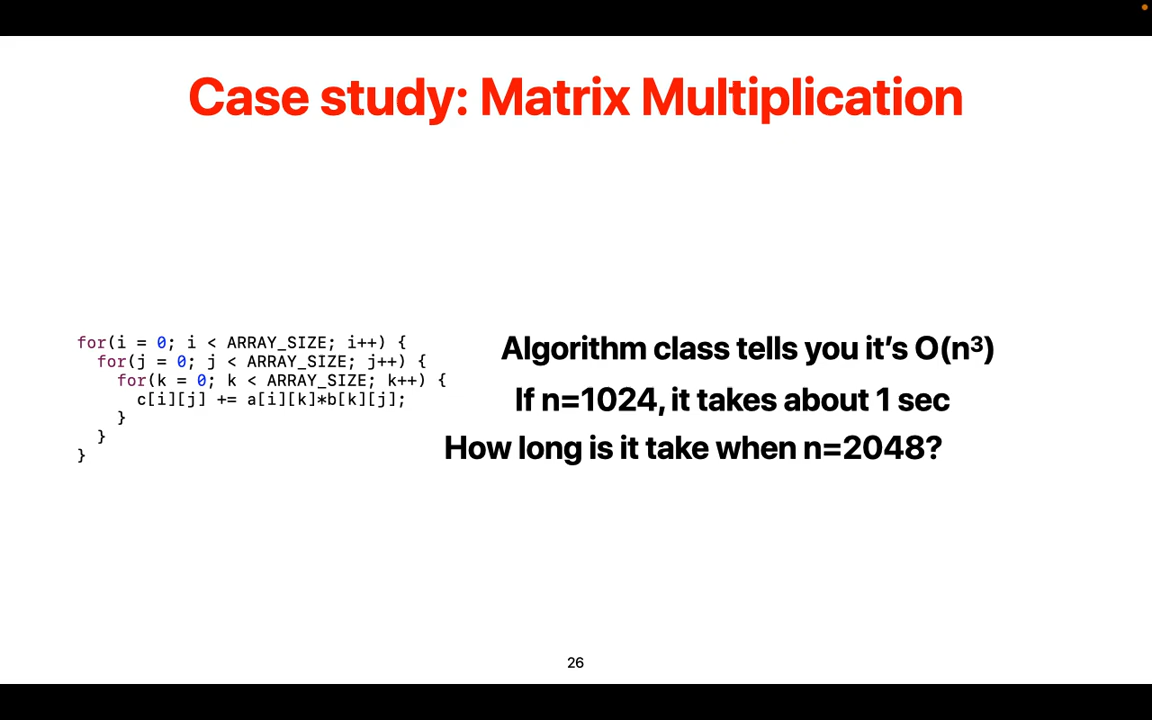 Case study: Matrix Multiplication
for(i = 0; i < ARRAY_SIZE; i++) {
  for(j = 0; j < ARRAY_SIZE; j++) {
    for(k = 0; k < ARRAY_SIZE; k++) {
      c[i][j] += a[i][k]*b[k][j];
    }
  }
}
Algorithm class tells you it’s O(n³)
If n=1024, it takes about 1 sec
How long is it take when n=2048?
26